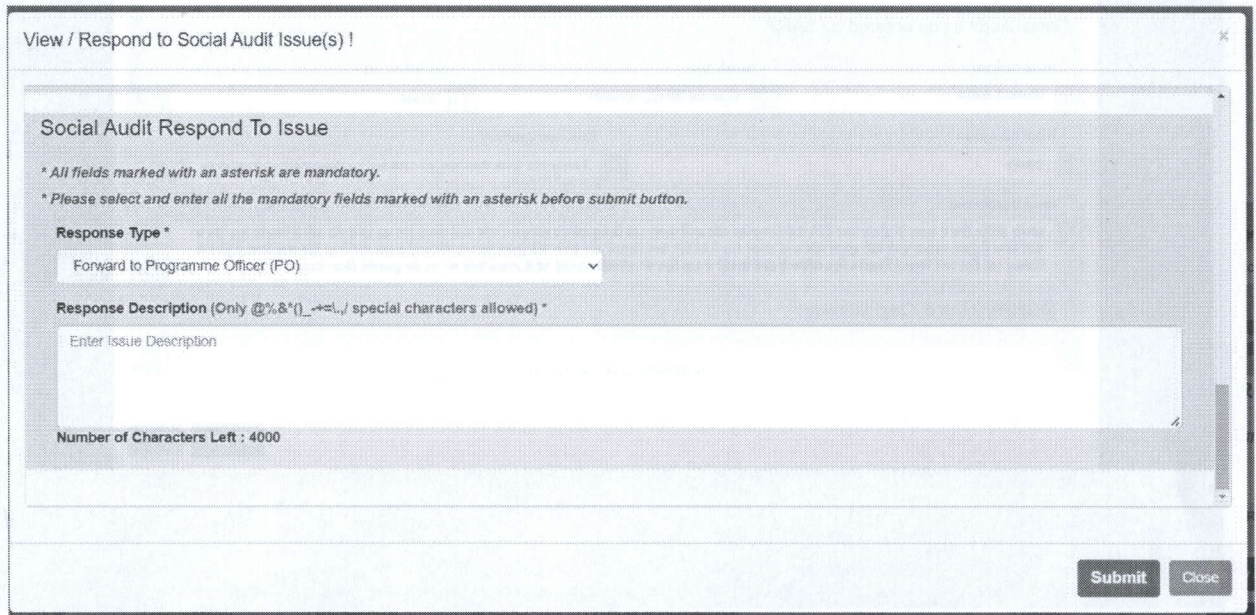 View / Respond to Social Audit Issue(s) !
×
Social Audit Respond To Issue
* All fields marked with an asterisk are mandatory.
* Please select and enter all the mandatory fields marked with an asterisk before submit button.
Response Type *
Forward to Programme Officer (PO)
Response Description (Only @%&*()_-+=\.,/ special characters allowed) *
Enter Issue Description
Number of Characters Left : 4000
Submit Close